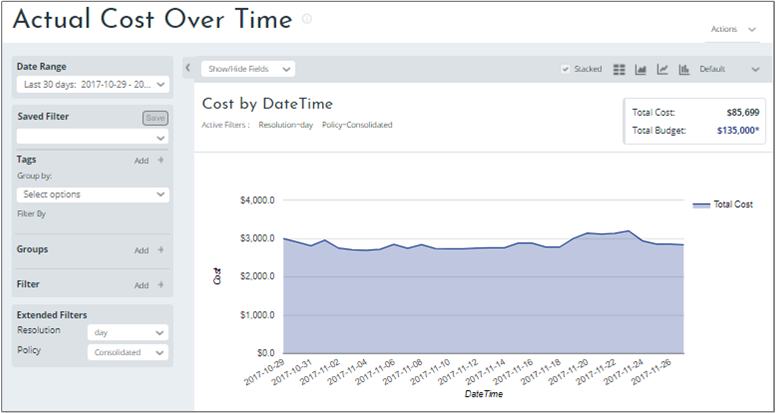 Actual Cost Over Time
Actions
Date Range
Last 30 days: 2017-10-29 - 20...
Saved Filter
Save
Tags
Add +
Group by:
Select options
Filter By
Groups
Add +
Filter
Add +
Extended Filters
Resolution day
Policy Consolidated
Show/Hide Fields
Stacked
Default
Cost by DateTime
Active Filters : Resolution=day Policy=Consolidated
Total Cost: $85,699
Total Budget: $135,000*
$4,000.0
$3,000.0
$2,000.0
$1,000.0
$0.0
Cost
2017-10-29
2017-10-31
2017-11-02
2017-11-04
2017-11-06
2017-11-08
2017-11-10
2017-11-12
2017-11-14
2017-11-16
2017-11-18
2017-11-20
2017-11-22
2017-11-24
2017-11-26
DateTime
Total Cost